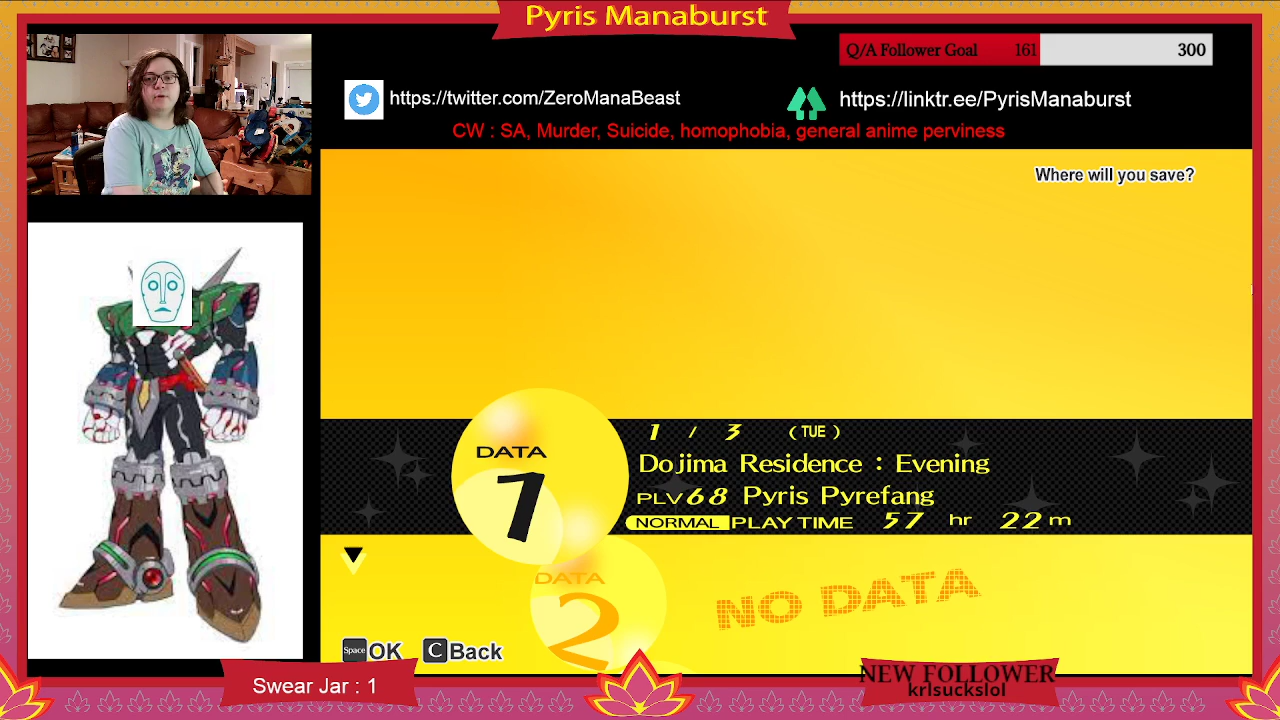 Pyris Manaburst
Q/A Follower Goal 161 300
https://twitter.com/ZeroManaBeast
https://linktr.ee/PyrisManaburst
CW : SA, Murder, Suicide, homophobia, general anime perviness
Where will you save?
1 / 3 (TUE)
DATA 1
Dojima Residence : Evening
PLV 68 Pyris Pyrefang
NORMAL PLAY TIME 57 hr 22 m
DATA 2
NO DATA
Space OK C Back
Swear Jar : 1
NEW FOLLOWER
krlsuckslol